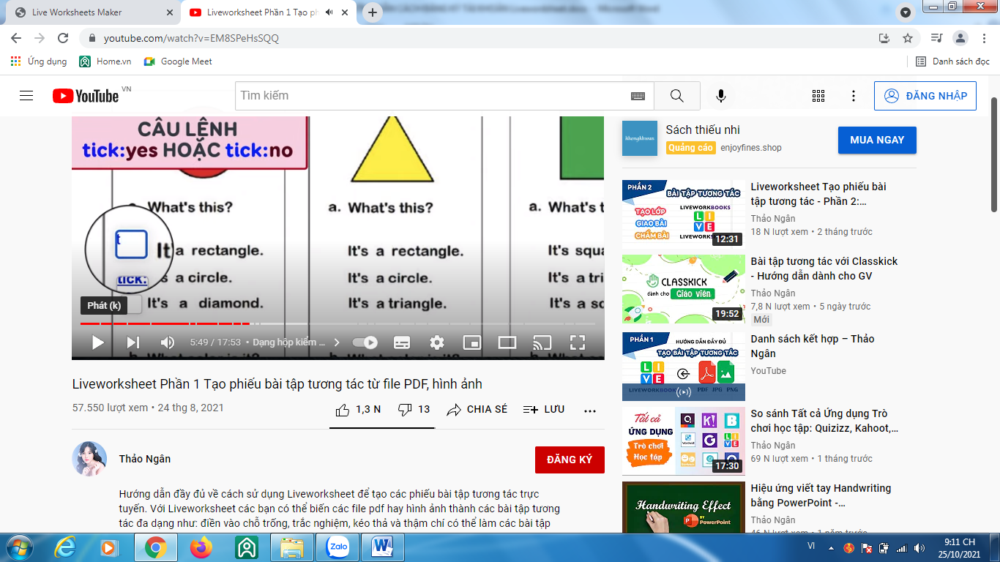 Live Worksheets Maker
Liveworksheet Phần 1 Tạo ph
youtube.com/watch?v=EM8SPeHsSQQ
Ứng dụng
Home.vn
Google Meet
Danh sách đọc
YouTube VN
Tìm kiếm
ĐĂNG NHẬP
CÂU LỆNH
tick:yes HOẶC tick:no
What's this?
a. What's this?
a. What's t
t
It
a rectangle.
It's a rectangle.
It's squa
tick:
s a circle.
It's a circle.
It's a tri
Phát (k)
It's a diamond.
It's a triangle.
5:49 / 17:53 • Dạng hộp kiểm ...
Liveworksheet Phần 1 Tạo phiếu bài tập tương tác từ file PDF, hình ảnh
57.550 lượt xem • 24 thg 8, 2021
1,3 N
13
CHIA SẺ
LƯU
Thảo Ngân
ĐĂNG KÝ
Hướng dẫn đầy đủ về cách sử dụng Liveworksheet để tạo các phiếu bài tập tương tác trực
tuyến. Với Liveworksheet các bạn có thể biến các file pdf hay hình ảnh thành các bài tập tương
tác đa dạng như: điền vào chỗ trống, trắc nghiệm, kéo thả và thậm chí có thể làm các bài tập
Sách thiếu nhi
Quảng cáo enjoyfines.shop
MUA NGAY
PHẦN 2
BÀI TẬP TƯƠNG TÁC
TẠO LỚP
GIAO BÀI
CHẤM BÀI
LIVEWORKBOOKS
LIVE
LIVEWORKS
12:31
Liveworksheet Tạo phiếu bài
tập tương tác - Phần 2:...
Thảo Ngân
18 N lượt xem • 2 tháng trước
CLASSKICK
dành cho Giáo viên
19:52
Bài tập tương tác với Classkick
- Hướng dẫn dành cho GV
Thảo Ngân
7,8 N lượt xem • 5 ngày trước
Mới
PHẦN 1
HƯỚNG DẪN ĐẦY ĐỦ
TẠO BÀI TẬP TƯƠNG TÁC
LIVE
LIVEWORKBOOK
PDF JPG PNG
Danh sách kết hợp – Thảo
Ngân
YouTube
Tất cả
ỨNG DỤNG
Trò chơi
Học tập
17:30
So sánh Tất cả Ứng dụng Trò
chơi học tập: Quizizz, Kahoot,...
Thảo Ngân
69 N lượt xem • 1 tháng trước
Handwriting Effect
BY
POWERPOINT
Hiệu ứng viết tay Handwriting
bằng PowerPoint -...
Thảo Ngân
46 N lượt xem • 1 năm trước
Zalo
VI
9:11 CH
25/10/2021